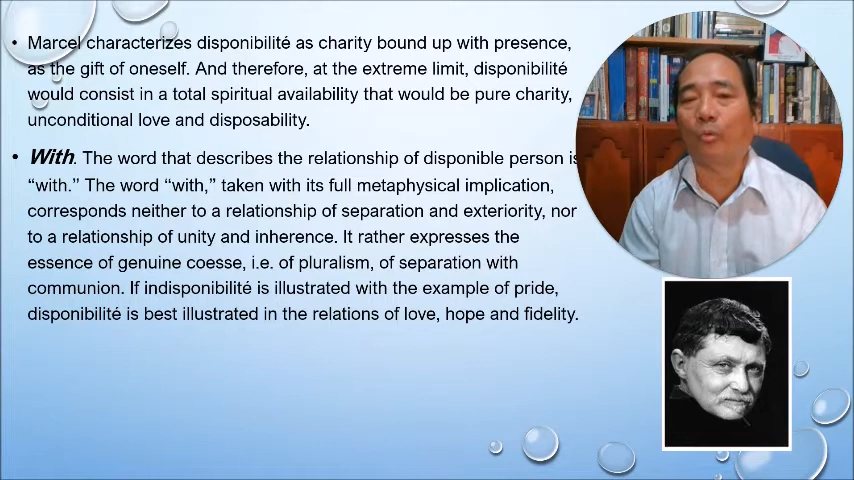 • Marcel characterizes disponibilité as charity bound up with presence,
as the gift of oneself. And therefore, at the extreme limit, disponibilité
would consist in a total spiritual availability that would be pure charity,
unconditional love and disposability.
• With. The word that describes the relationship of disponible person is
“with.” The word “with,” taken with its full metaphysical implication,
corresponds neither to a relationship of separation and exteriority, nor
to a relationship of unity and inherence. It rather expresses the
essence of genuine coesse, i.e. of pluralism, of separation with
communion. If indisponibilité is illustrated with the example of pride,
disponibilité is best illustrated in the relations of love, hope and fidelity.